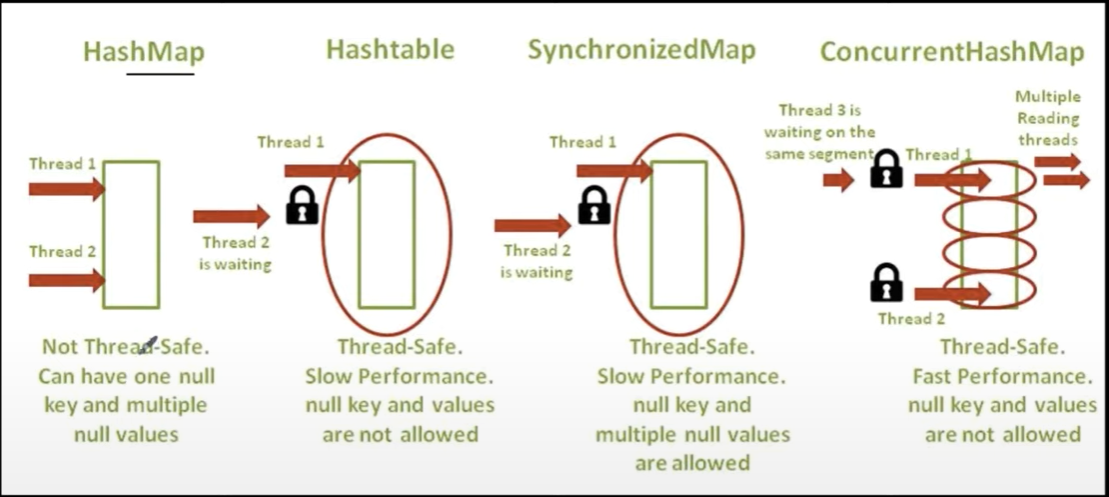 HashMap
Thread 1
Thread 2
Not Thread-Safe.
Can have one null
key and multiple
null values
Hashtable
Thread 1
Thread 2
is waiting
Thread-Safe.
Slow Performance.
null key and values
are not allowed
SynchronizedMap
Thread 1
Thread 2
is waiting
Thread-Safe.
Slow Performance.
null key and
multiple null values
are allowed
ConcurrentHashMap
Thread 3 is
waiting on the
same segment
Thread 1
Multiple
Reading
threads
Thread 2
Thread-Safe.
Fast Performance.
null key and values
are not allowed